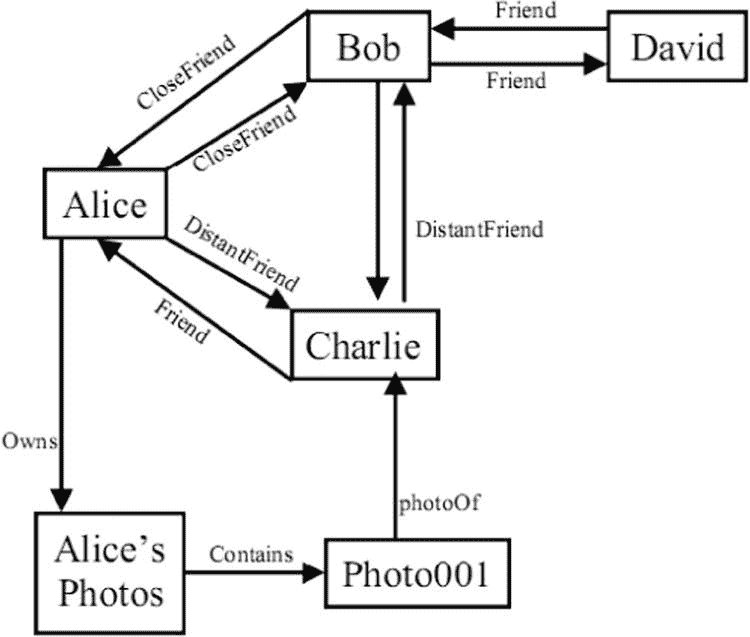 Friend
Bob
David
CloseFriend
Friend
CloseFriend
Alice
DistantFriend
DistantFriend
Friend
Charlie
Owns
photoOf
Alice's
Photos
Contains
Photo001